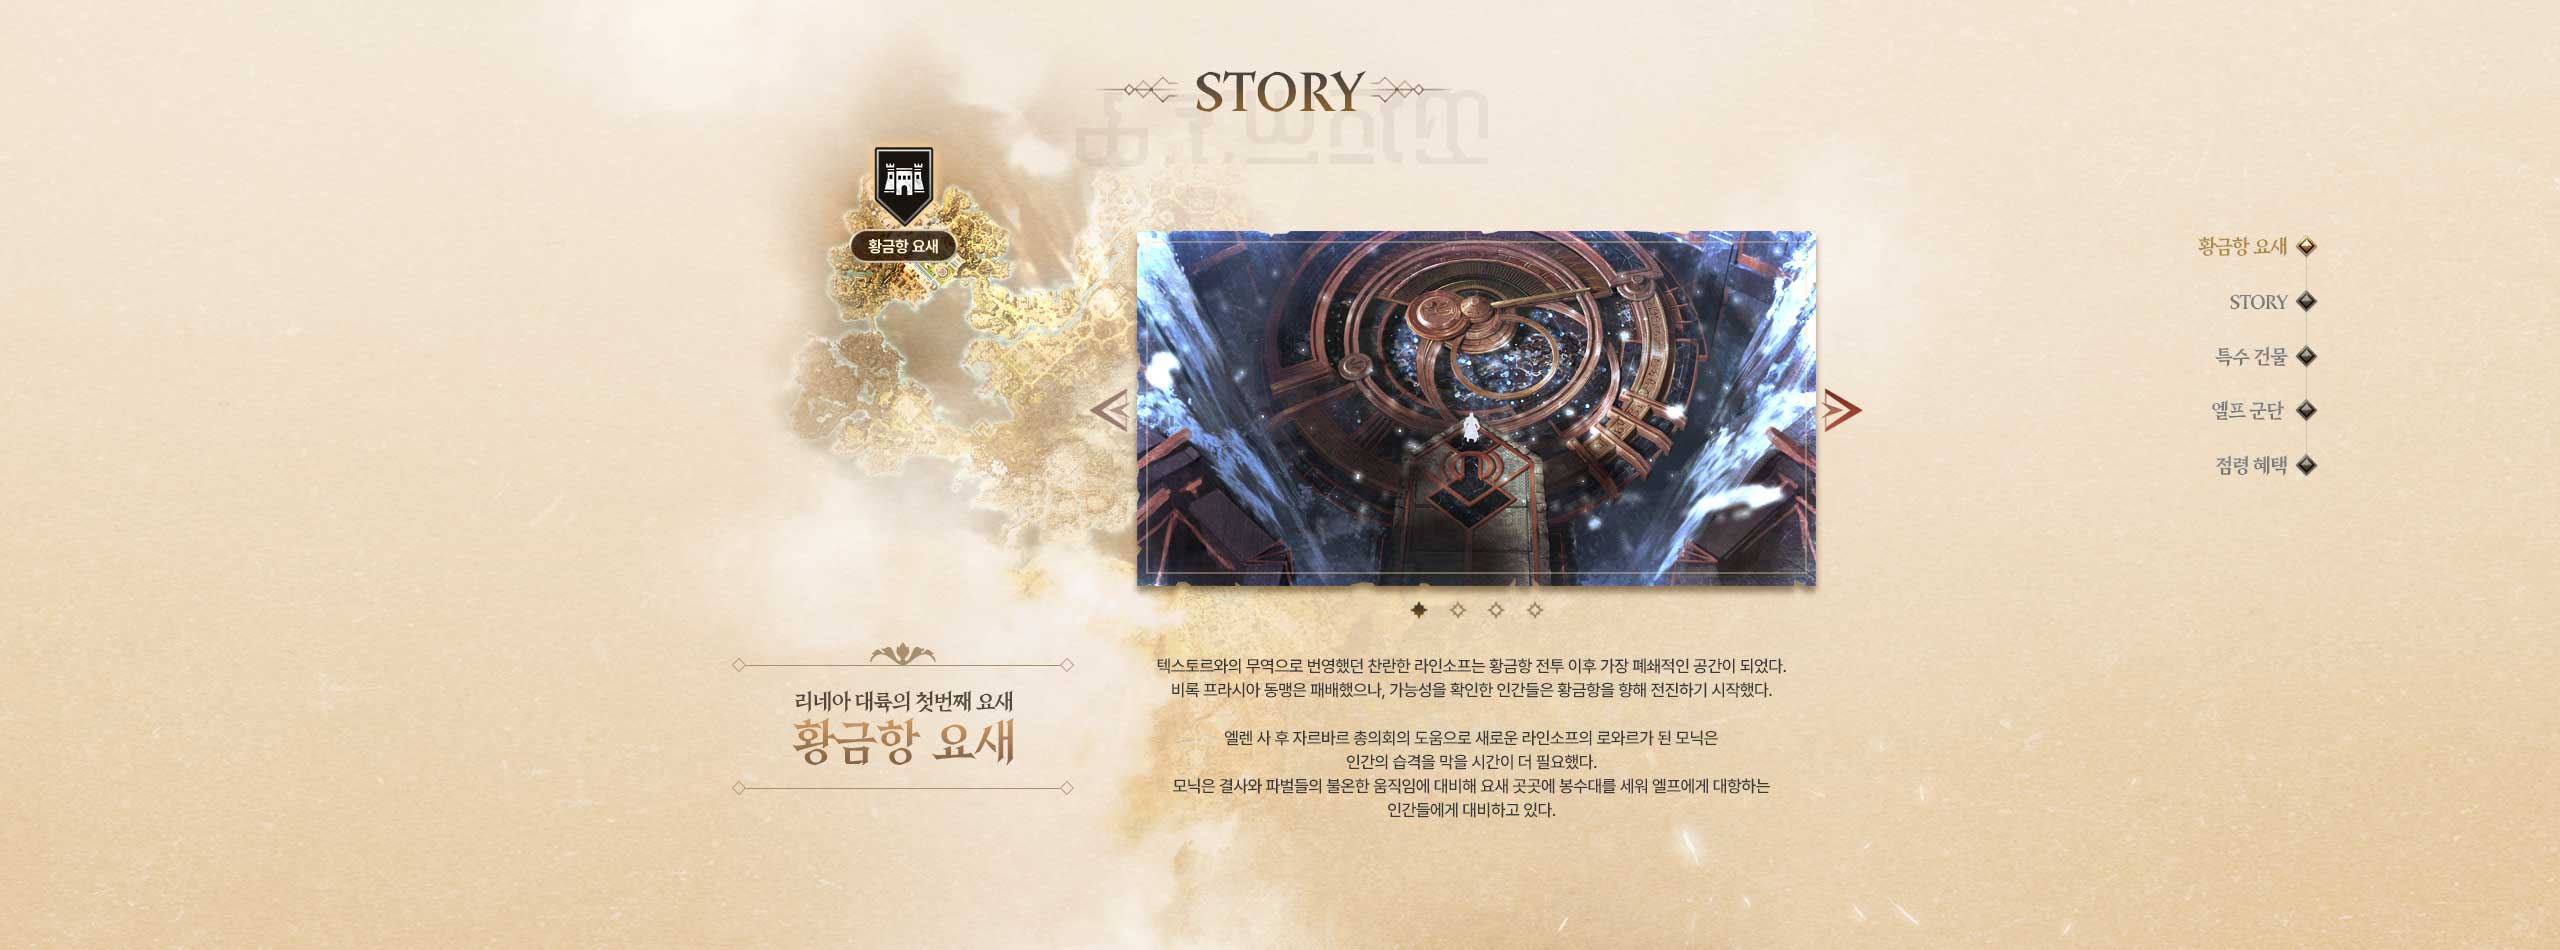 STORY
황금항 요새
텍스토르와의 무역으로 번영했던 찬란한 라인소프는 황금항 전투 이후 가장 폐쇄적인 공간이 되었다.
비록 프라시아 동맹은 패배했으나, 가능성을 확인한 인간들은 황금항을 향해 전진하기 시작했다.
엘렌 사 후 자르바르 총의회의 도움으로 새로운 라인소프의 로와르가 된 모닉은
인간의 습격을 막을 시간이 더 필요했다.
모닉은 결사와 파벌들의 불온한 움직임에 대비해 요새 곳곳에 봉수대를 세워 엘프에게 대항하는
인간들에게 대비하고 있다.
리네아 대륙의 첫번째 요새
황금항 요새
황금항 요새
STORY
특수 건물
엘프 군단
점령 혜택